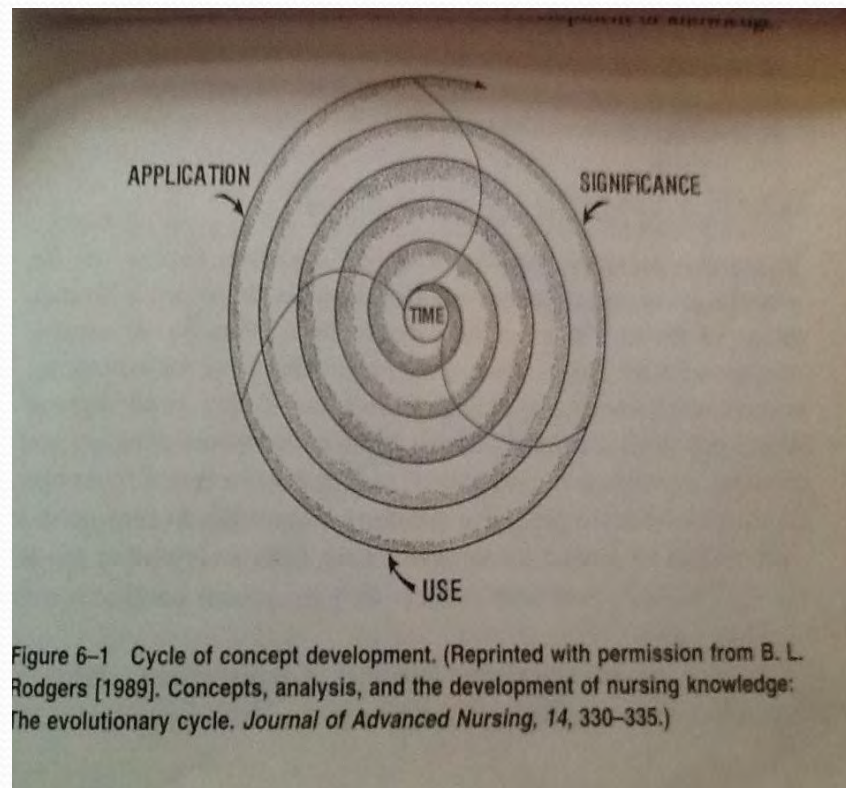 APPLICATION
SIGNIFICANCE
TIME
USE
Figure 6–1 Cycle of concept development. (Reprinted with permission from B. L.
Rodgers [1989]. Concepts, analysis, and the development of nursing knowledge:
The evolutionary cycle. Journal of Advanced Nursing, 14, 330–335.)